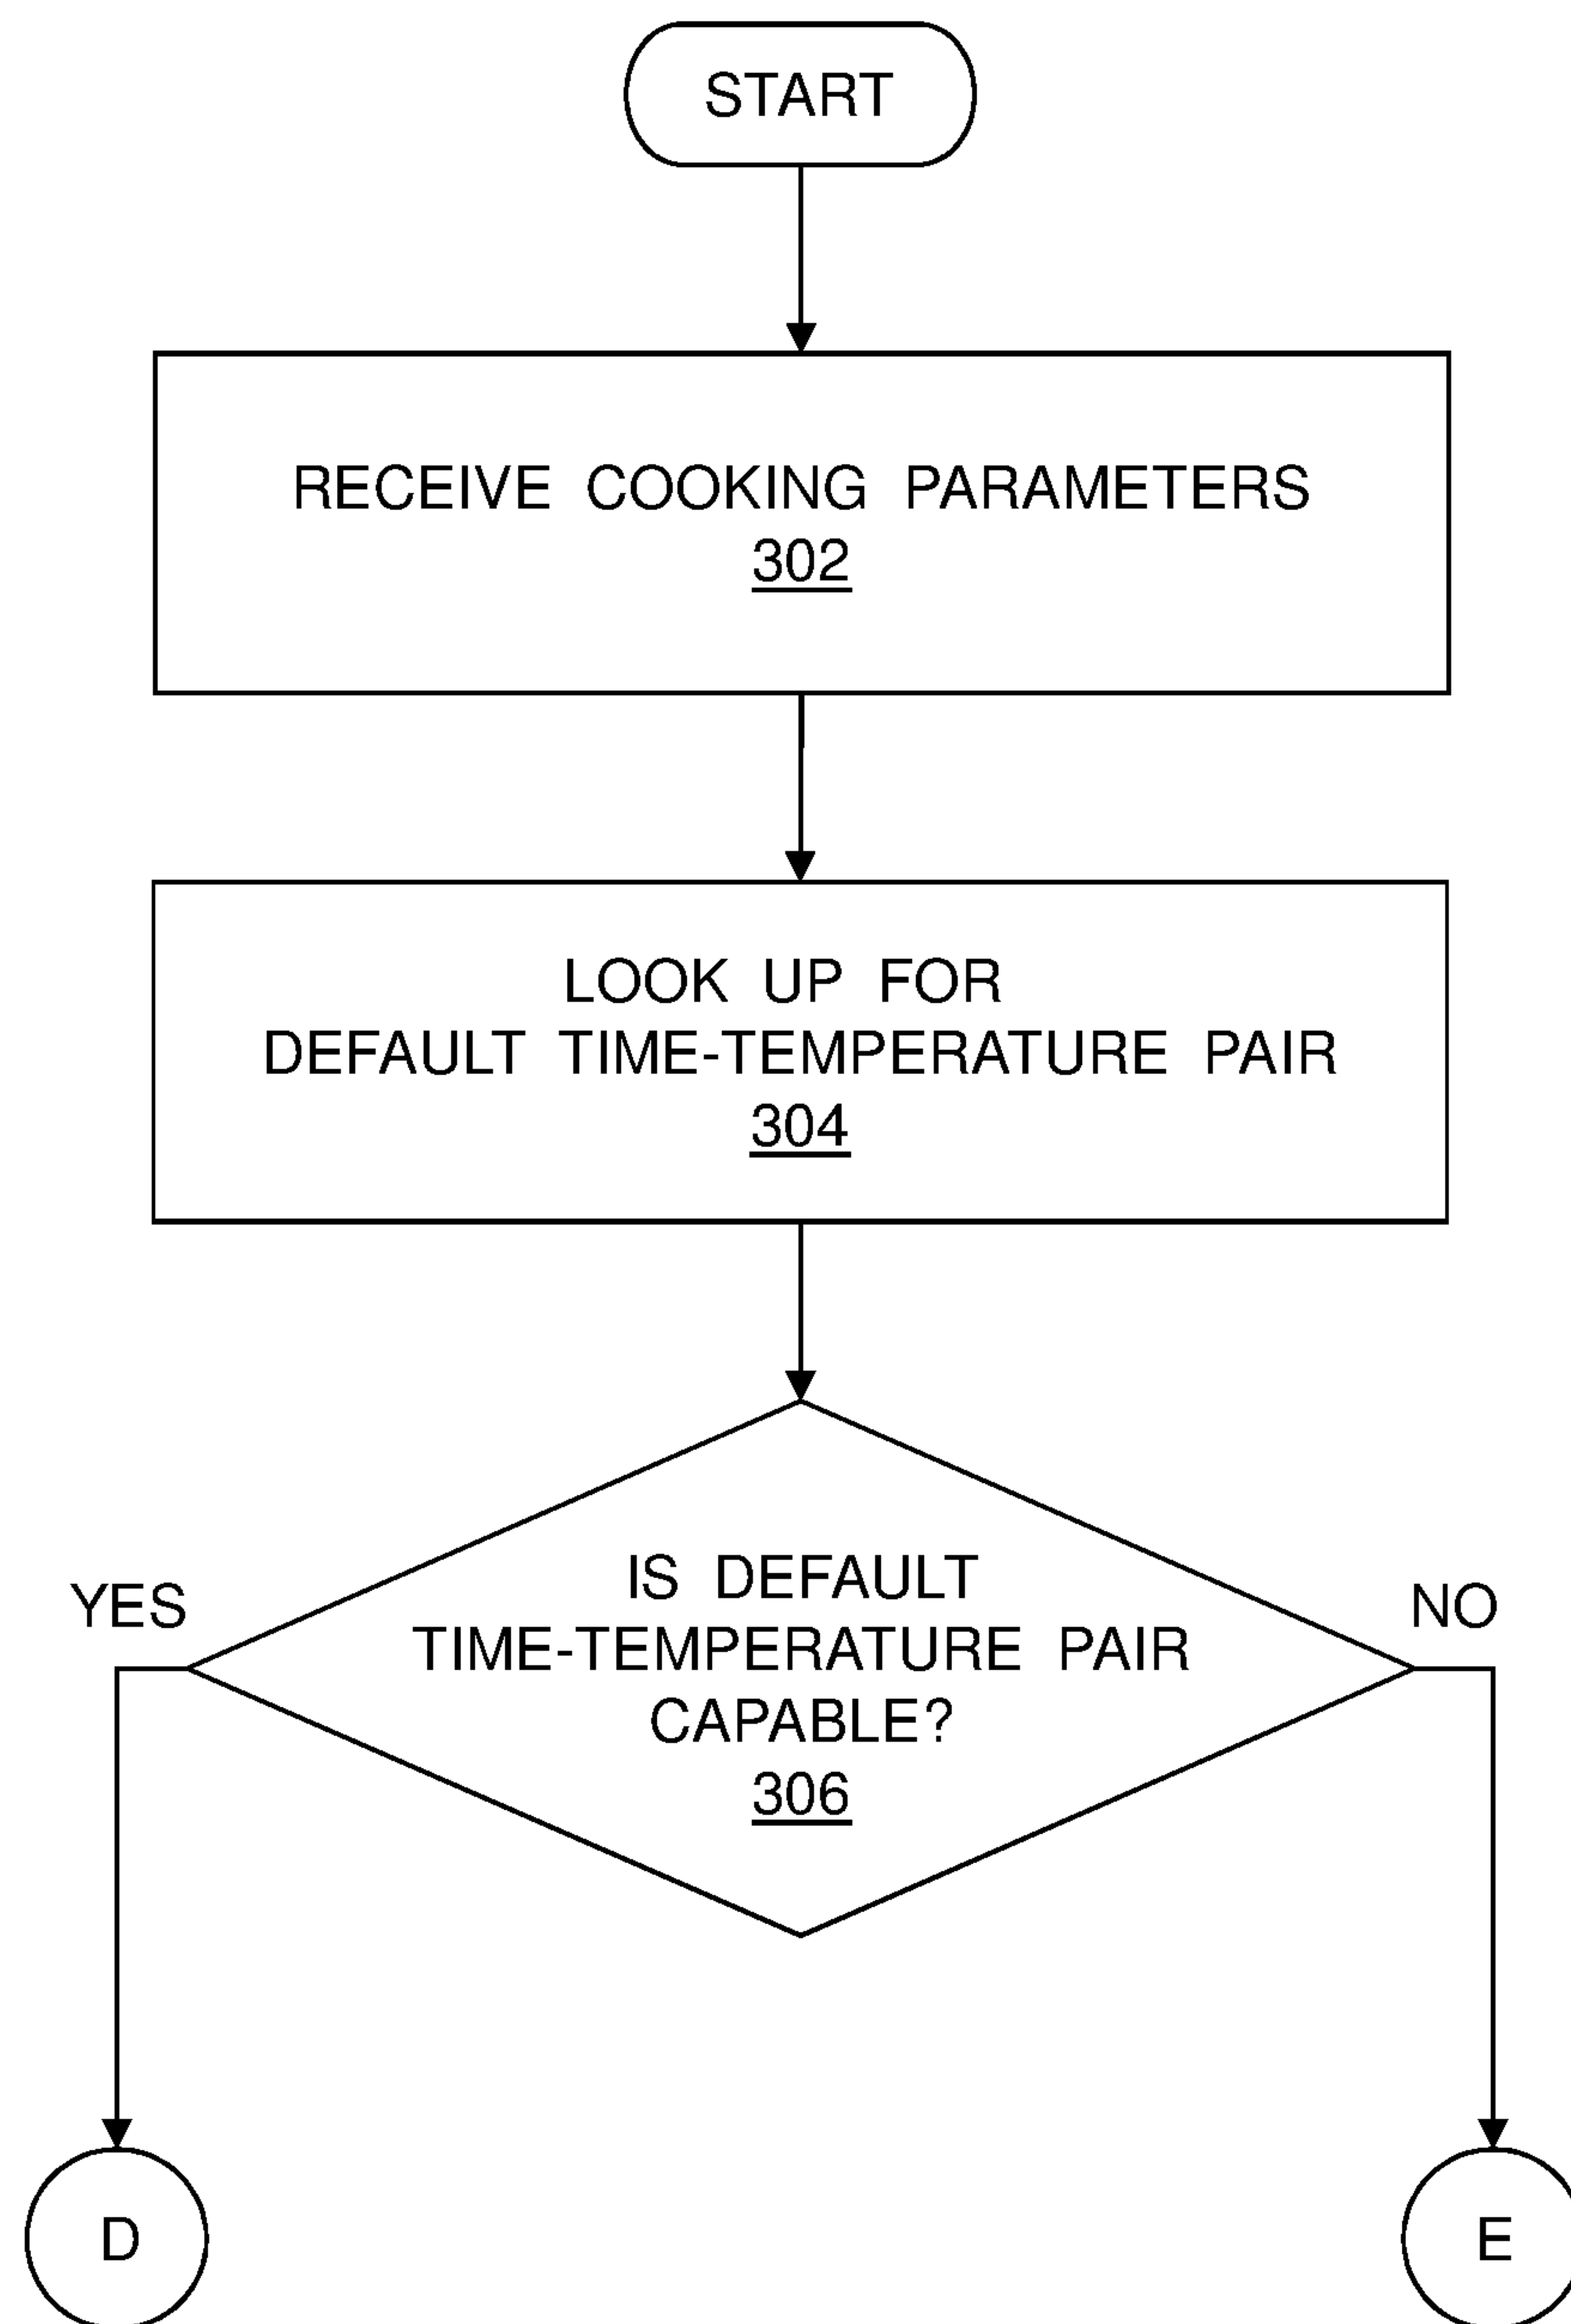 START
RECEIVE COOKING PARAMETERS
302
LOOK UP FOR
DEFAULT TIME-TEMPERATURE PAIR
304
IS DEFAULT
TIME-TEMPERATURE PAIR
CAPABLE?
306
YES
NO
D
E